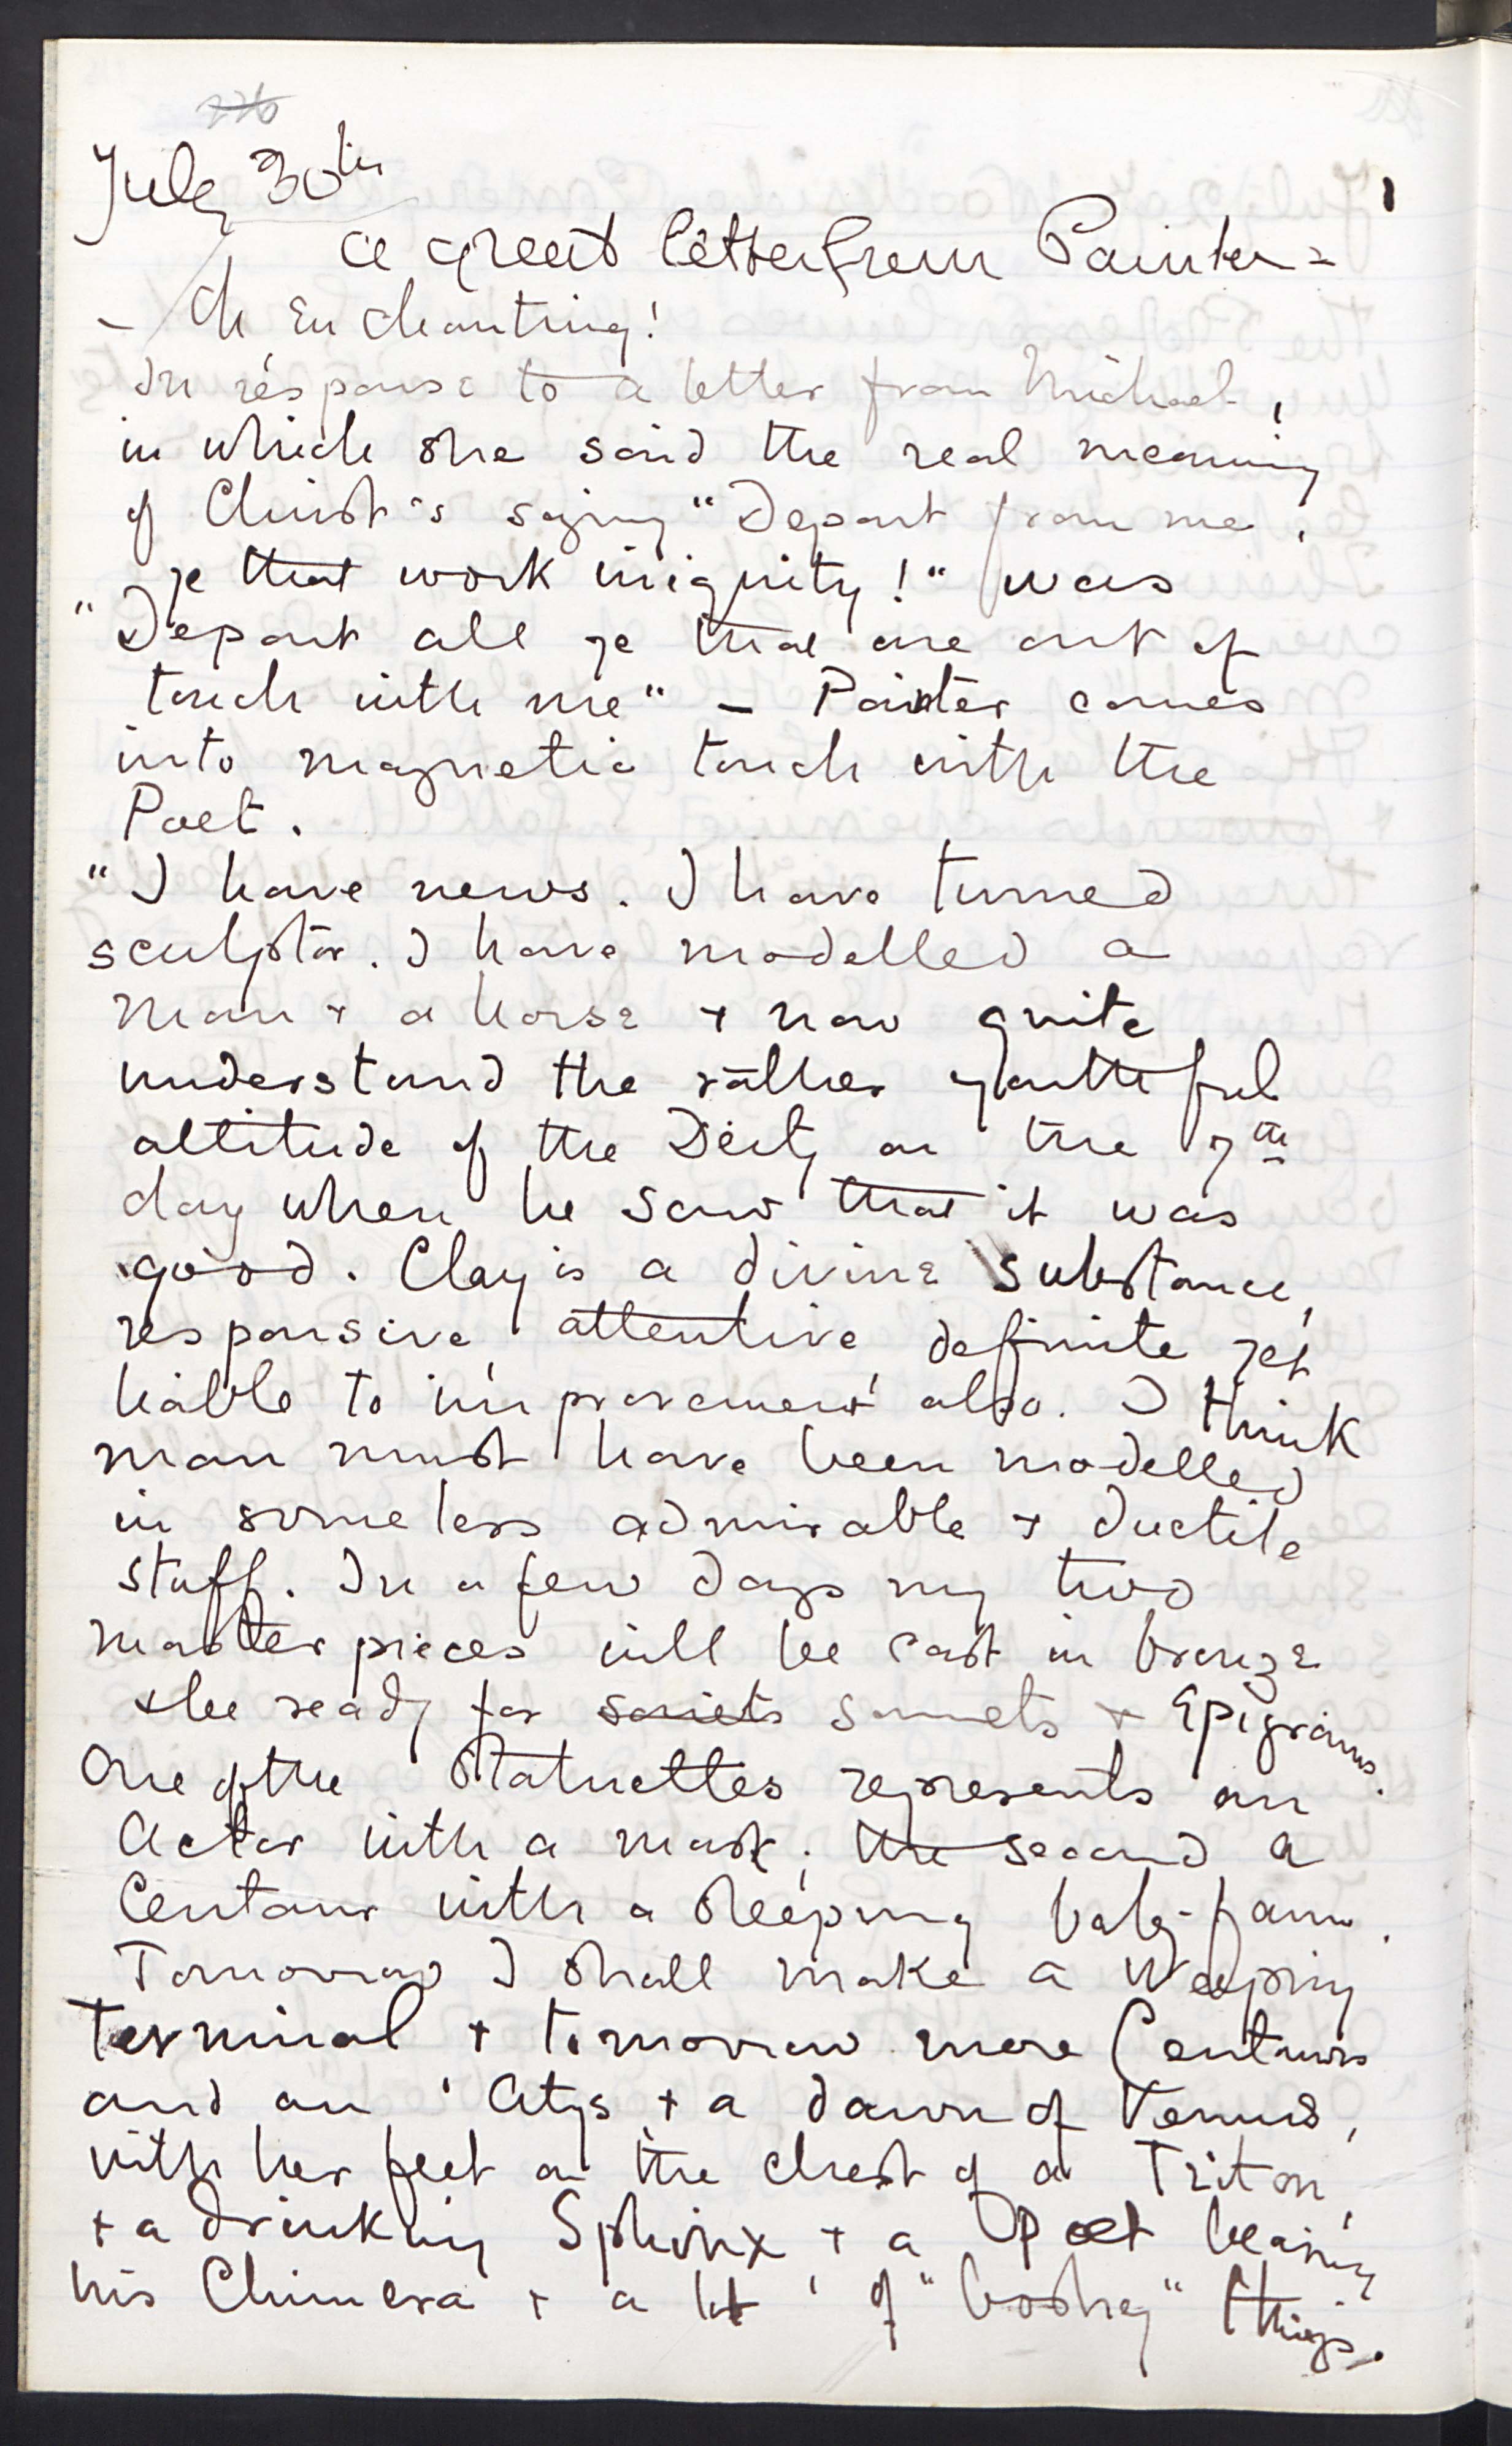 226
July 30th
a great letter from Painter =
- Oh Enchanting!
In response to a letter from Michael,
in which she said the real meaning
of Christ's saying "Depart from me,
ye that work iniquity!" was
"Depart all ye that are out of
touch with me" - Painter comes
into magnetic touch with the
Poet.
"I have news. I have turned
sculptor. I have modelled a
man + a horse + now quite
understand the rather youthful
attitude of the Deity on the 7th
day when he saw that it was
good. Clay is a divine substance,
responsive attentive definite yet
liable to improvement also. I think
man must have been modelled
in some less admirable + ductile
stuff. In a few days my two
masterpieces will be cast in bronze
+ be ready for soniets sonnets + Epigrams.
One of the Statuettes represents an
Actor with a mask; the second a
Centaur with a sleeping baby-faun.
Tomorrow I shall make a Weeping
Terminal + tomorrow more Centaurs
and an Atys + a dawn of Venus,
with her feet on the chest of a Triton,
+ a drinking Sphinx + a Poet bearing
his Chimera + a lot of "boshy" things.